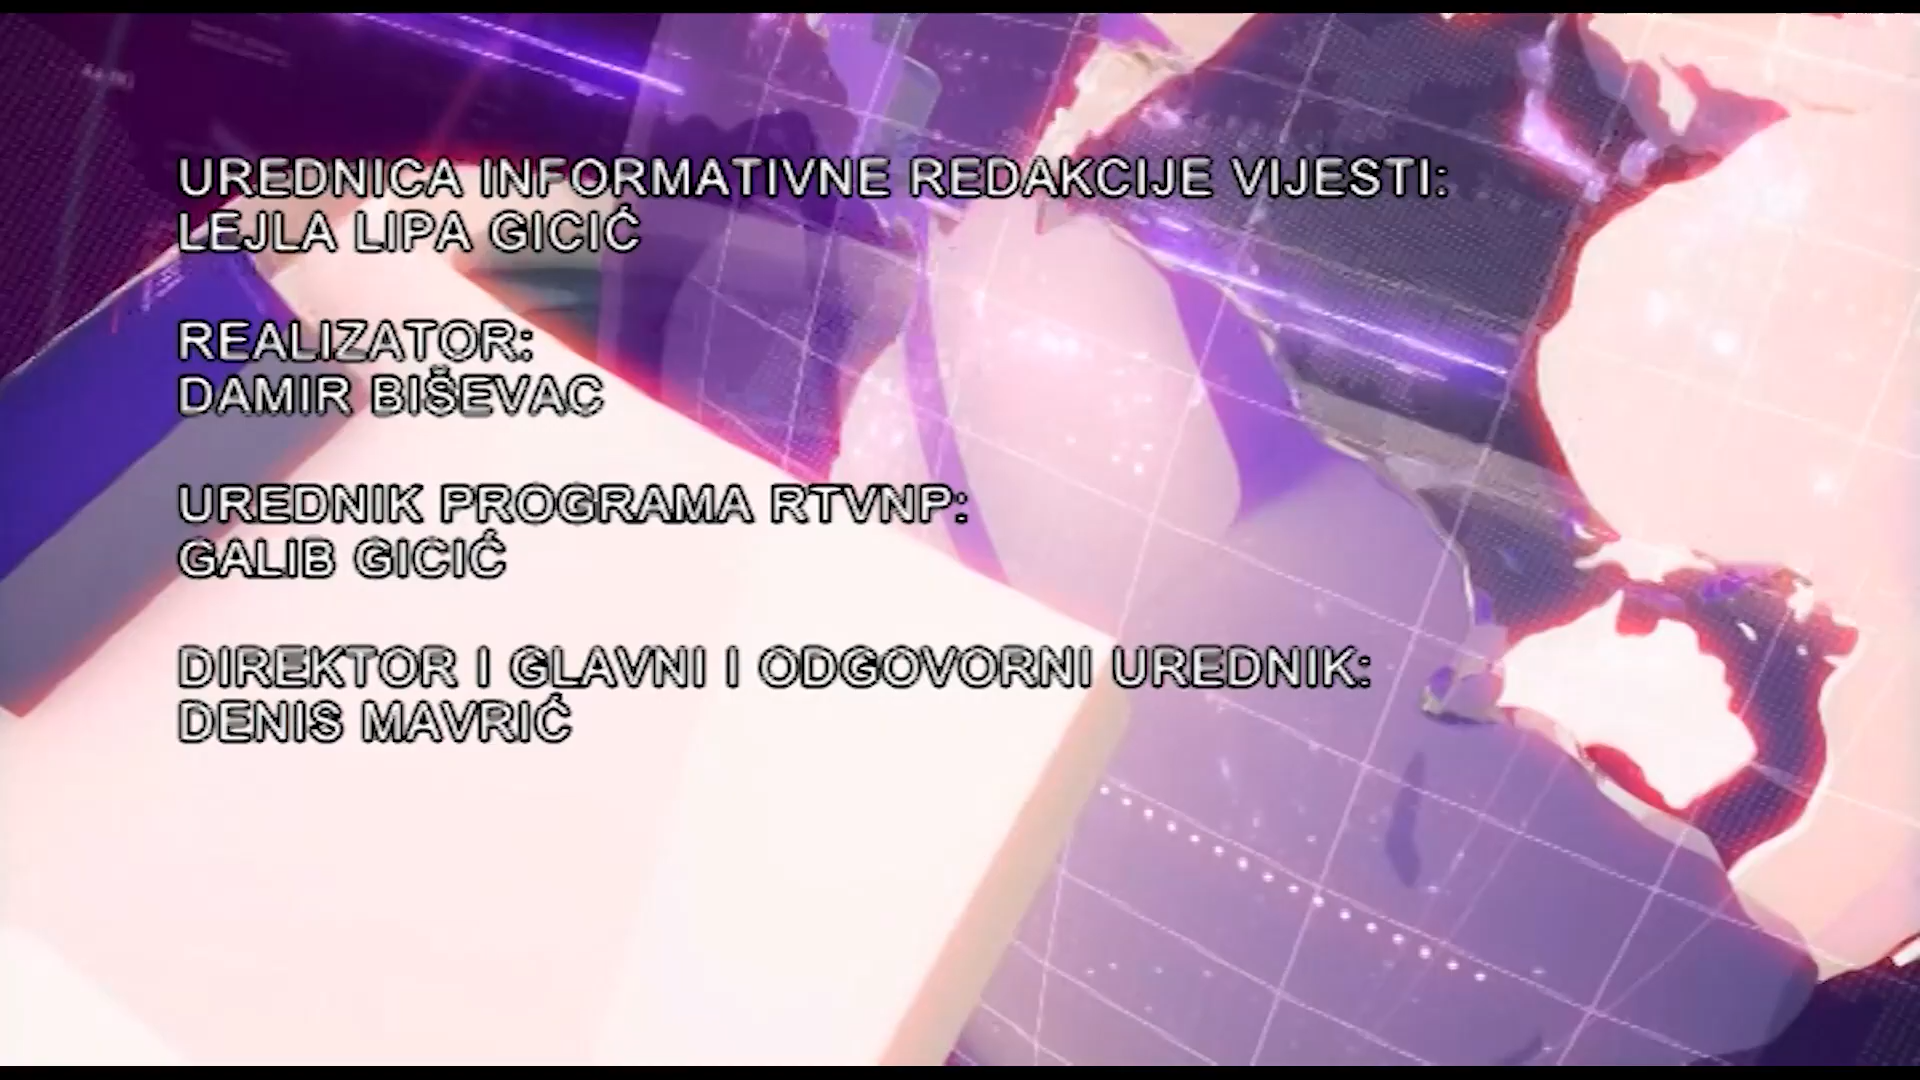 UREDNICA INFORMATIVNE REDAKCIJE VIJESTI:
LEJLA LIPA GICIĆ
REALIZATOR:
DAMIR BIŠEVAC
UREDNIK PROGRAMA RTVNP:
GALIB GICIĆ
DIREKTOR I GLAVNI I ODGOVORNI UREDNIK:
DENIS MAVRIĆ